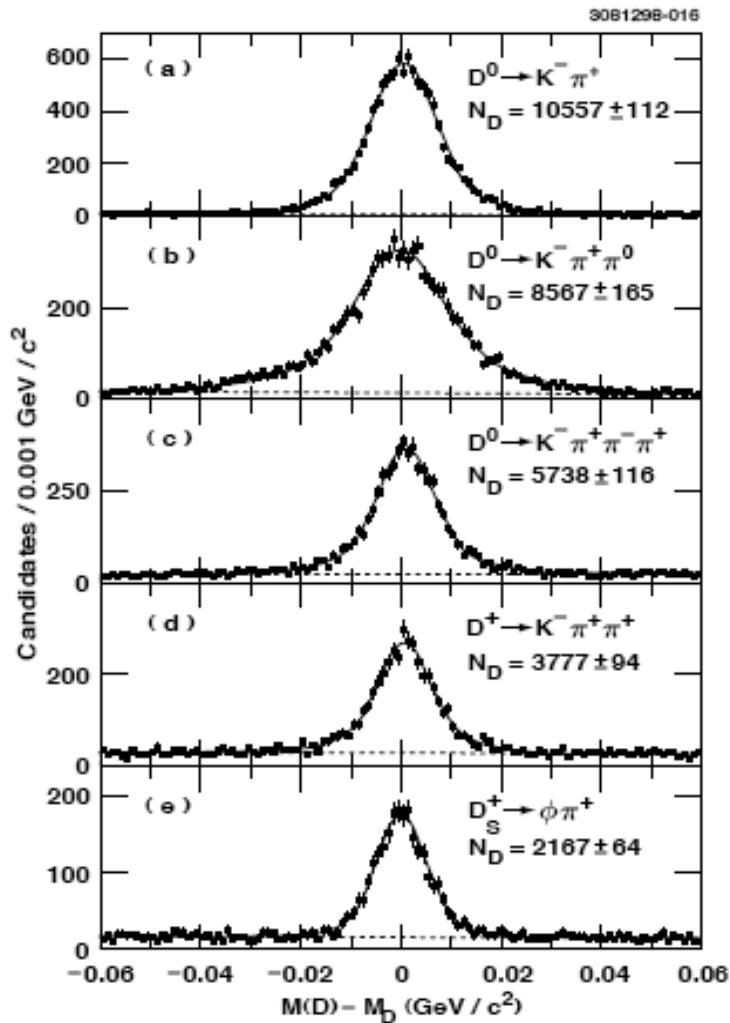 3081298-016
Candidates / 0.001 GeV / c²
600
400
200
0
(a)
D⁰→K⁻π⁺
N_D = 10557 ±112
200
0
(b)
D⁰→K⁻π⁺π⁰
N_D = 8567 ±165
250
0
(c)
D⁰→K⁻π⁺π⁻π⁺
N_D = 5738 ±116
200
0
(d)
D⁺→K⁻π⁺π⁺
N_D = 3777 ±94
200
100
0
(e)
D_S⁺→ϕπ⁺
N_D = 2167 ±64
−0.06 −0.04 −0.02 0 0.02 0.04 0.06
M(D)− M_D (GeV / c²)